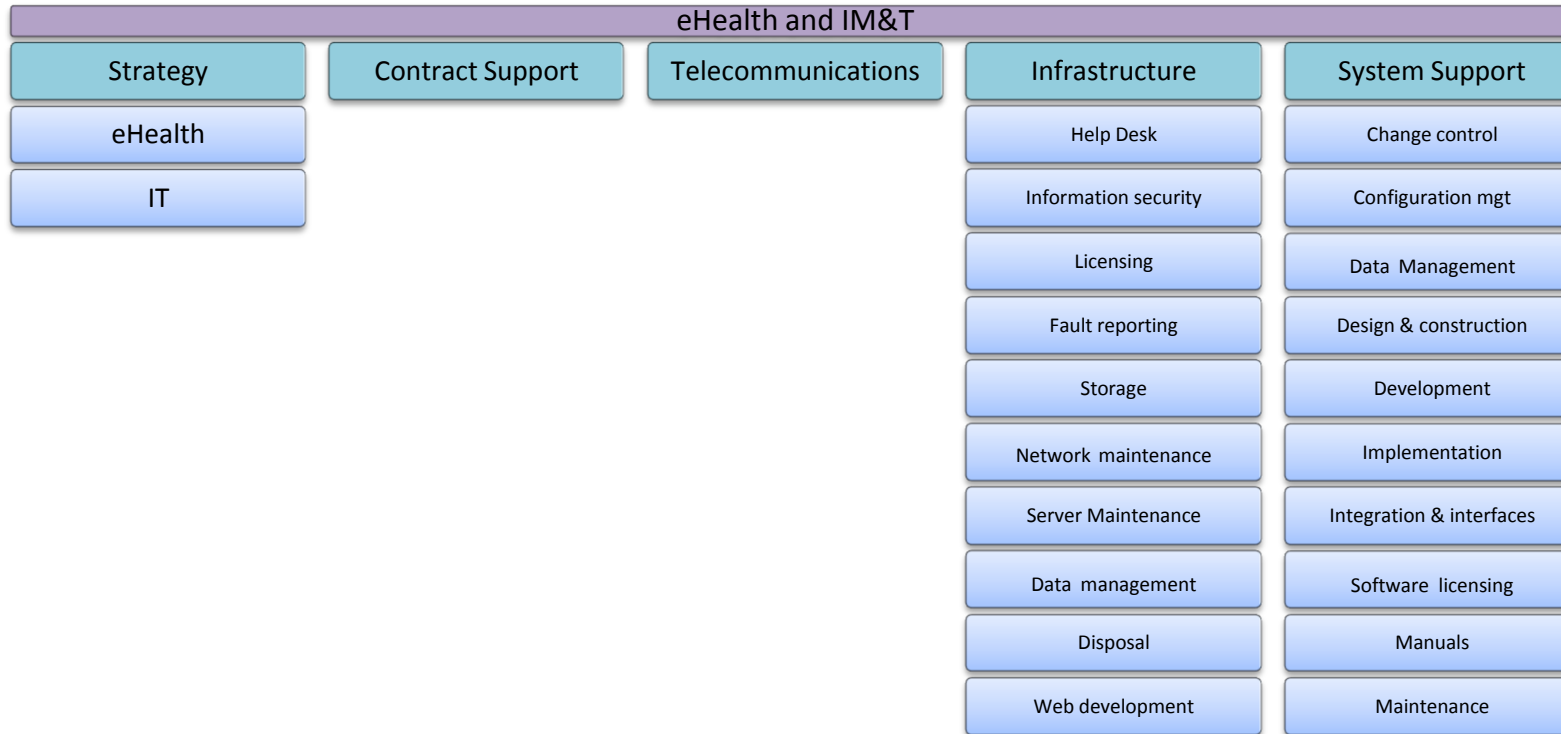 eHealth and IM&T
Strategy
Contract Support
Telecommunications
Infrastructure
System Support
eHealth
IT
Help Desk
Information security
Licensing
Fault reporting
Storage
Network maintenance
Server Maintenance
Data management
Disposal
Web development
Change control
Configuration mgt
Data Management
Design & construction
Development
Implementation
Integration & interfaces
Software licensing
Manuals
Maintenance